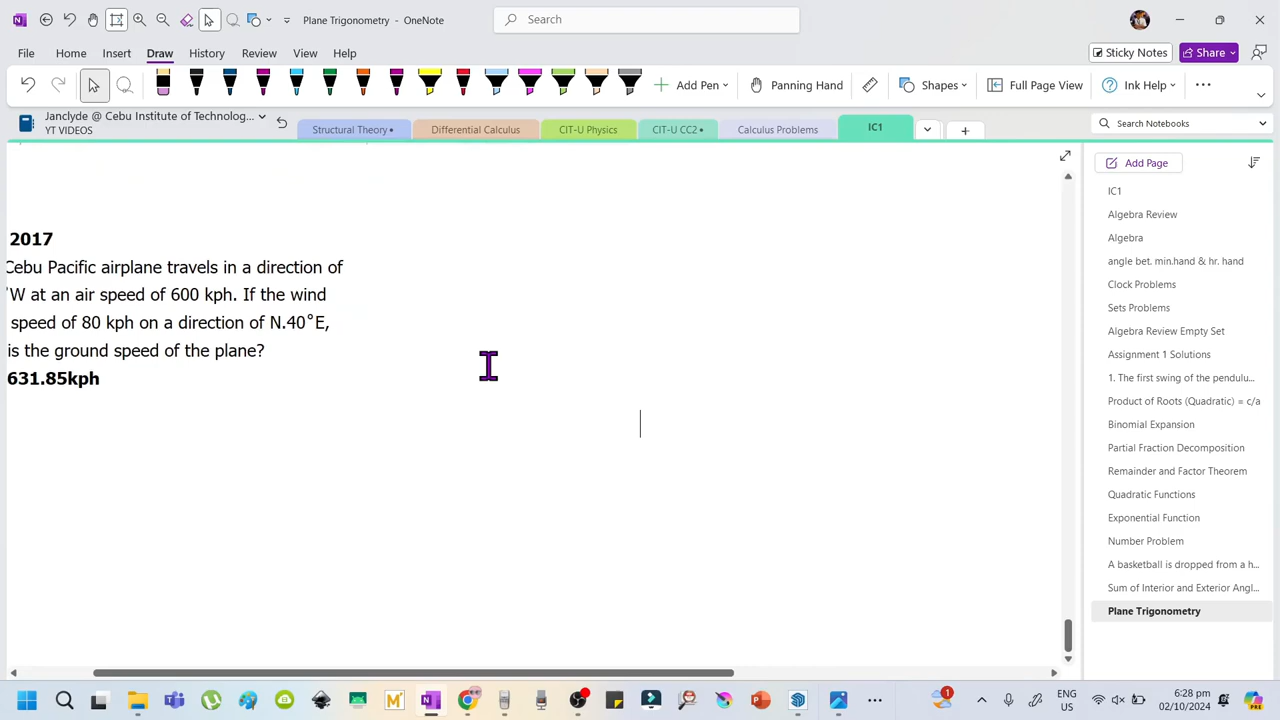 Plane Trigonometry - OneNote
Search
File
Home
Insert
Draw
History
Review
View
Help
Sticky Notes
Share
Add Pen
Panning Hand
Shapes
Full Page View
Ink Help
Janclyde @ Cebu Institute of Technolog...
YT VIDEOS
Structural Theory
Differential Calculus
CIT-U Physics
CIT-U CC2
Calculus Problems
IC1
Search Notebooks
Add Page
2017
Cebu Pacific airplane travels in a direction of
°W at an air speed of 600 kph. If the wind
speed of 80 kph on a direction of N.40°E,
is the ground speed of the plane?
631.85kph
IC1
Algebra Review
Algebra
angle bet. min.hand & hr. hand
Clock Problems
Sets Problems
Algebra Review Empty Set
Assignment 1 Solutions
1. The first swing of the pendulu...
Product of Roots (Quadratic) = c/a
Binomial Expansion
Partial Fraction Decomposition
Remainder and Factor Theorem
Quadratic Functions
Exponential Function
Number Problem
A basketball is dropped from a h...
Sum of Interior and Exterior Angl...
Plane Trigonometry
1
ENG
US
6:28 pm
02/10/2024